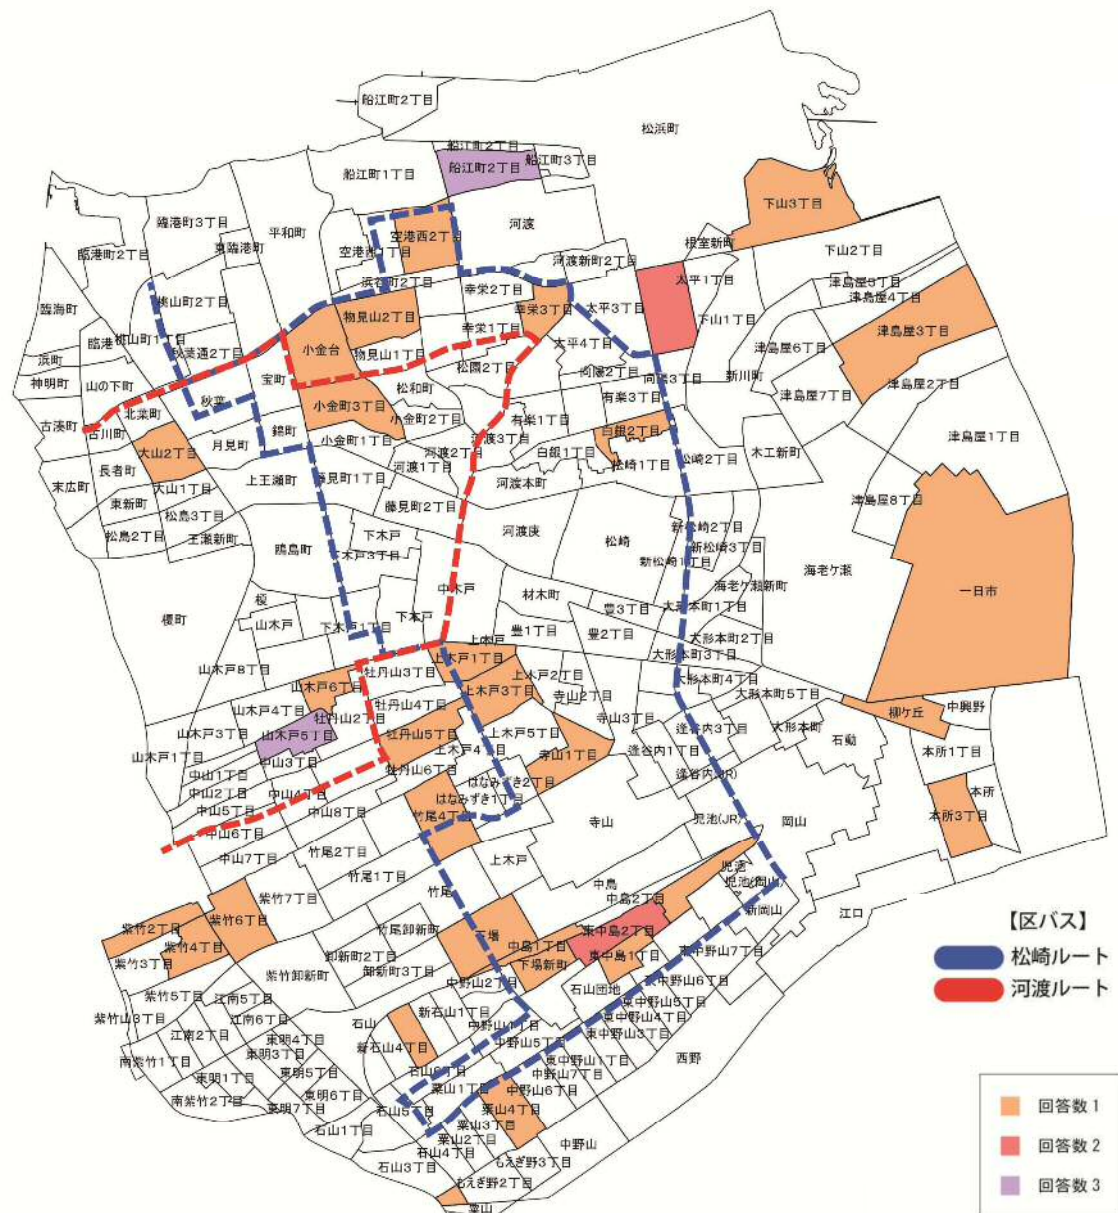 船江町2丁目
松浜町
船江町2丁目
船江町2丁目
船江町3丁目
船江町1丁目
下山3丁目
臨港町3丁目
東臨港町
平和町
臨港町2丁目
空港西2丁目
河渡
根室新町
下山2丁目
河渡新町2丁目
浜谷町2丁目
太平1丁目
津島屋5丁目
津島屋4丁目
臨海町
桃山町2丁目
幸栄2丁目
幸栄3丁目
太平3丁目
下山1丁目
津島屋3丁目
物見山2丁目
幸栄1丁目
太平4丁目
津島屋6丁目
臨港
桃山町1丁目
秋葉通2丁目
小金台
物見山1丁目
松園2丁目
向陽2丁目
向陽3丁目
新川町
津島屋7丁目
津島屋2丁目
浜町
神明町
山の下町
宝町
松和町
有楽3丁目
北葉町
秋葉
小金町3丁目
小金町2丁目
有楽1丁目
白銀2丁目
古湊町
古川町
大山2丁目
月見町
錦町
小金町1丁目
河渡3丁目
河渡2丁目
白銀1丁目
松崎1丁目
松崎2丁目
木工新町
津島屋1丁目
長者町
上王瀬町
藤見町1丁目
河渡1丁目
河渡本町
末広町
大山1丁目
東新町
松島3丁目
藤見町2丁目
津島屋8丁目
松島2丁目
王瀬新町
鴎島町
下木戸
下木戸3丁目
河渡庚
松崎
新松崎2丁目
新松崎3丁目
新松崎1丁目
海老ケ瀬
海老ケ瀬新町
一日市
中木戸
材木町
榎町
榎
山木戸
下木戸1丁目
下木戸
豊3丁目
大形本町1丁目
上木戸
豊1丁目
豊2丁目
大形本町2丁目
大形本町3丁目
山木戸8丁目
牡丹山3丁目
上木戸1丁目
上木戸2丁目
大形本町4丁目
大形本町5丁目
山木戸6丁目
上木戸3丁目
寺山2丁目
山木戸4丁目
牡丹山2丁目
牡丹山4丁目
寺山3丁目
柳ケ丘
中興野
山木戸3丁目
山木戸5丁目
牡丹山5丁目
上木戸5丁目
逢谷内3丁目
大形本町
石動
本所1丁目
山木戸1丁目
中山3丁目
上木戸4丁目
寺山1丁目
逢谷内1丁目
中山1丁目
牡丹山6丁目
はなみずき2丁目
逢谷内(JR)
中山2丁目
中山4丁目
はなみずき1丁目
本所
中山5丁目
中山8丁目
竹尾4丁目
寺山
児池(JR)
岡山
本所3丁目
中山6丁目
竹尾2丁目
中山7丁目
上木戸
竹尾1丁目
竹尾
中島
児池
児池(岡山)
紫竹7丁目
中島2丁目
新岡山
江口
紫竹6丁目
紫竹2丁目
竹尾卸新町
下場
東中島2丁目
紫竹4丁目
中島1丁目
東中野山7丁目
紫竹3丁目
卸新町2丁目
卸新町3丁目
下場新町
東中島1丁目
紫竹卸新町
中野山2丁目
石山団地
東中野山6丁目
紫竹5丁目
江南5丁目
東中野山5丁目
紫竹山3丁目
江南6丁目
石山
新石山1丁目
中野山1丁目
東中野山4丁目
江南2丁目
東明4丁目
東中野山3丁目
新石山4丁目
中野山5丁目
西野
南紫竹1丁目
東明3丁目
東中野山1丁目
東明1丁目
東明5丁目
石山6丁目
中野山7丁目
南紫竹2丁目
東明6丁目
粟山1丁目
中野山6丁目
東明7丁目
石山5丁目
粟山4丁目
石山1丁目
粟山3丁目
粟山2丁目
中野山
石山4丁目
石山3丁目
もえぎ野3丁目
もえぎ野2丁目
粟山
【区バス】
松崎ルート
河渡ルート
回答数1
回答数2
回答数3